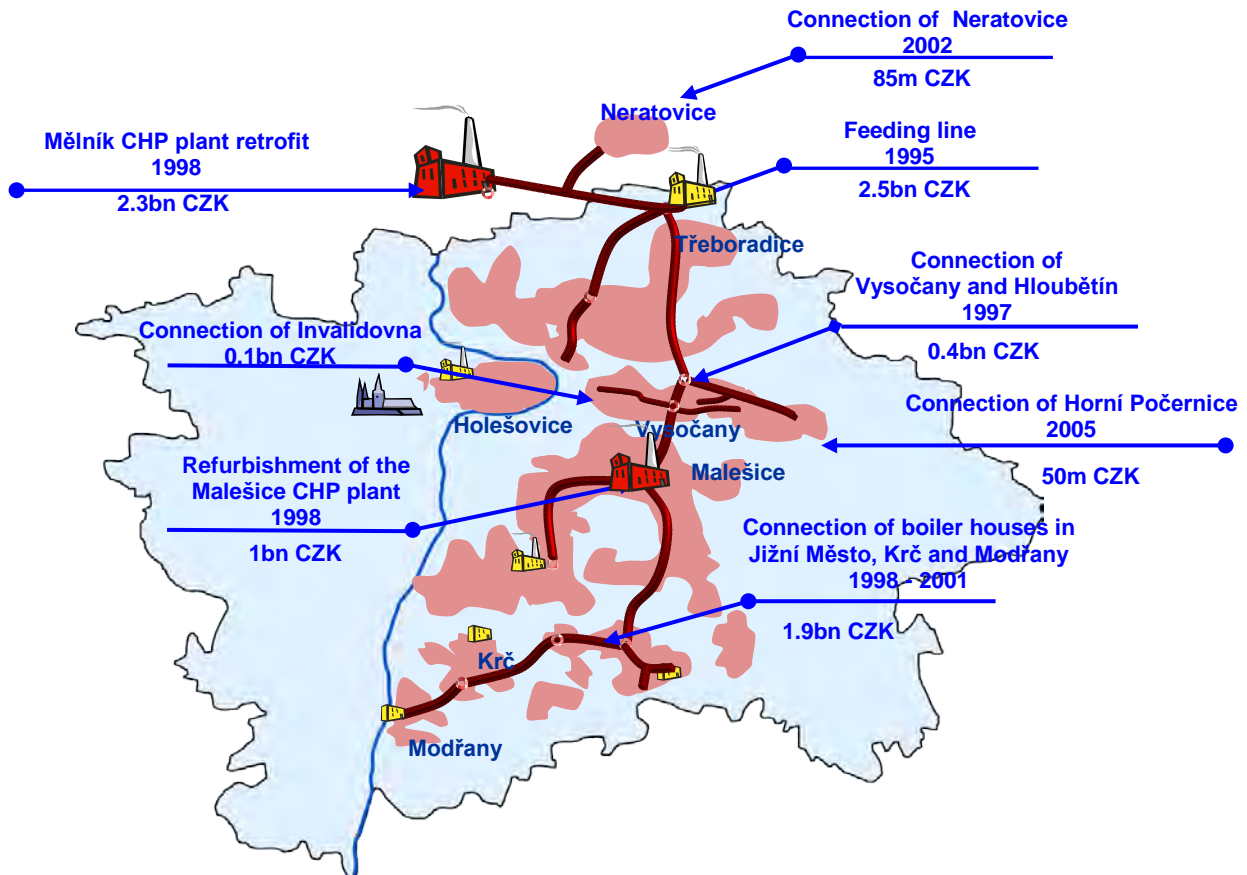 Connection of Neratovice
2002
85m CZK
Neratovice
Mělník CHP plant retrofit
1998
2.3bn CZK
Feeding line
1995
2.5bn CZK
Třeboradice
Connection of
Vysočany and Hloubětín
1997
0.4bn CZK
Connection of Invalidovna
0.1bn CZK
Holešovice
Vysočany
Connection of Horní Počernice
2005
50m CZK
Refurbishment of the
Malešice CHP plant
1998
1bn CZK
Malešice
Connection of boiler houses in
Jižní Město, Krč and Modřany
1998 - 2001
1.9bn CZK
Krč
Modřany